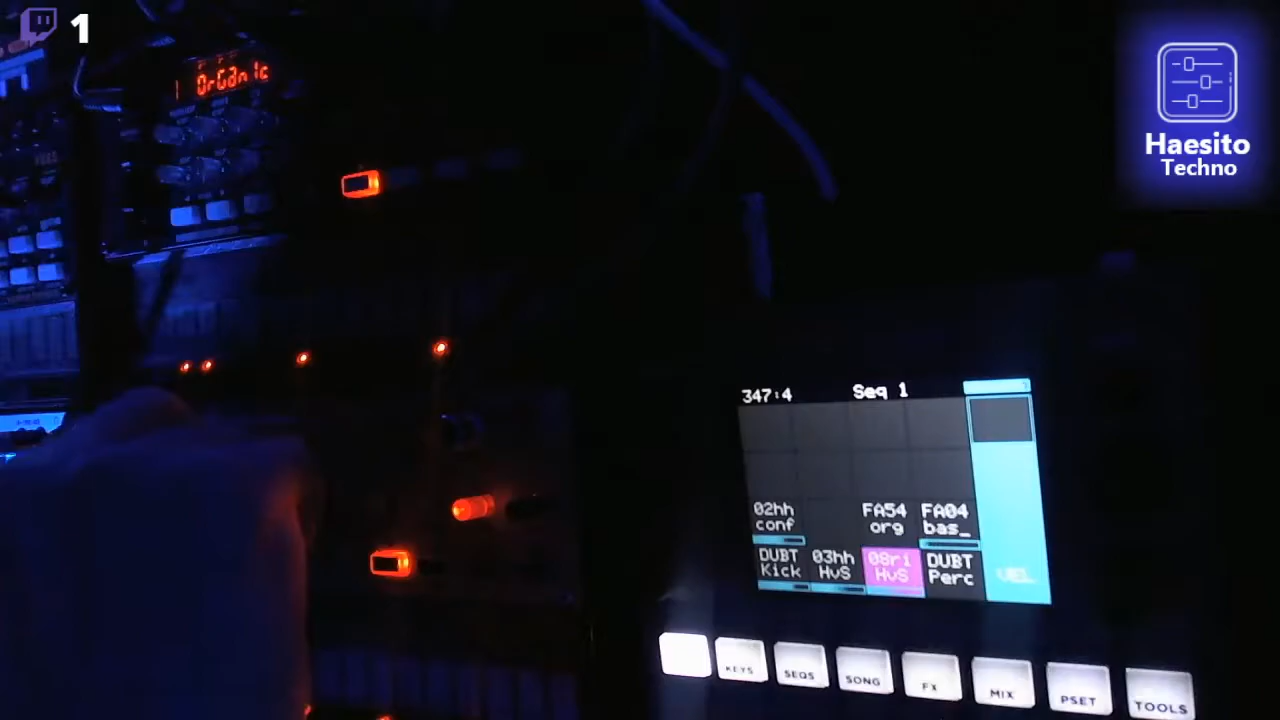 1
OrGanic
Haesito
Techno
347:4 Seq 1
02hh
conf
FA54
org
FA04
bas_
DUBT
Kick
03hh
HvS
08ri
HvS
DUBT
Perc
VEL
KEYS
SEQS
SONG
FX
MIX
PSET
TOOLS